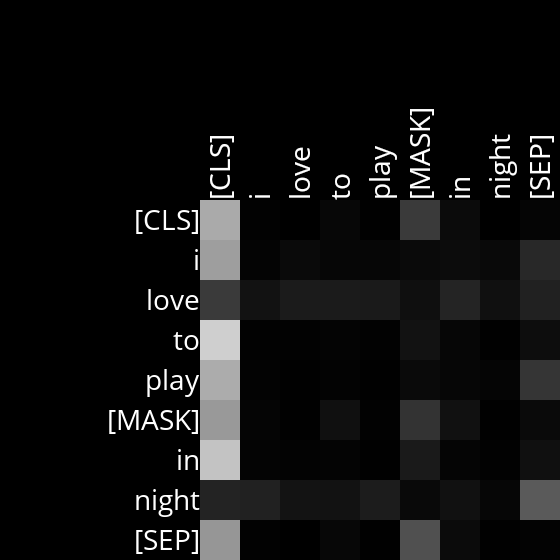 [CLS] i love to play [MASK] in night [SEP]
[CLS]
i
love
to
play
[MASK]
in
night
[SEP]